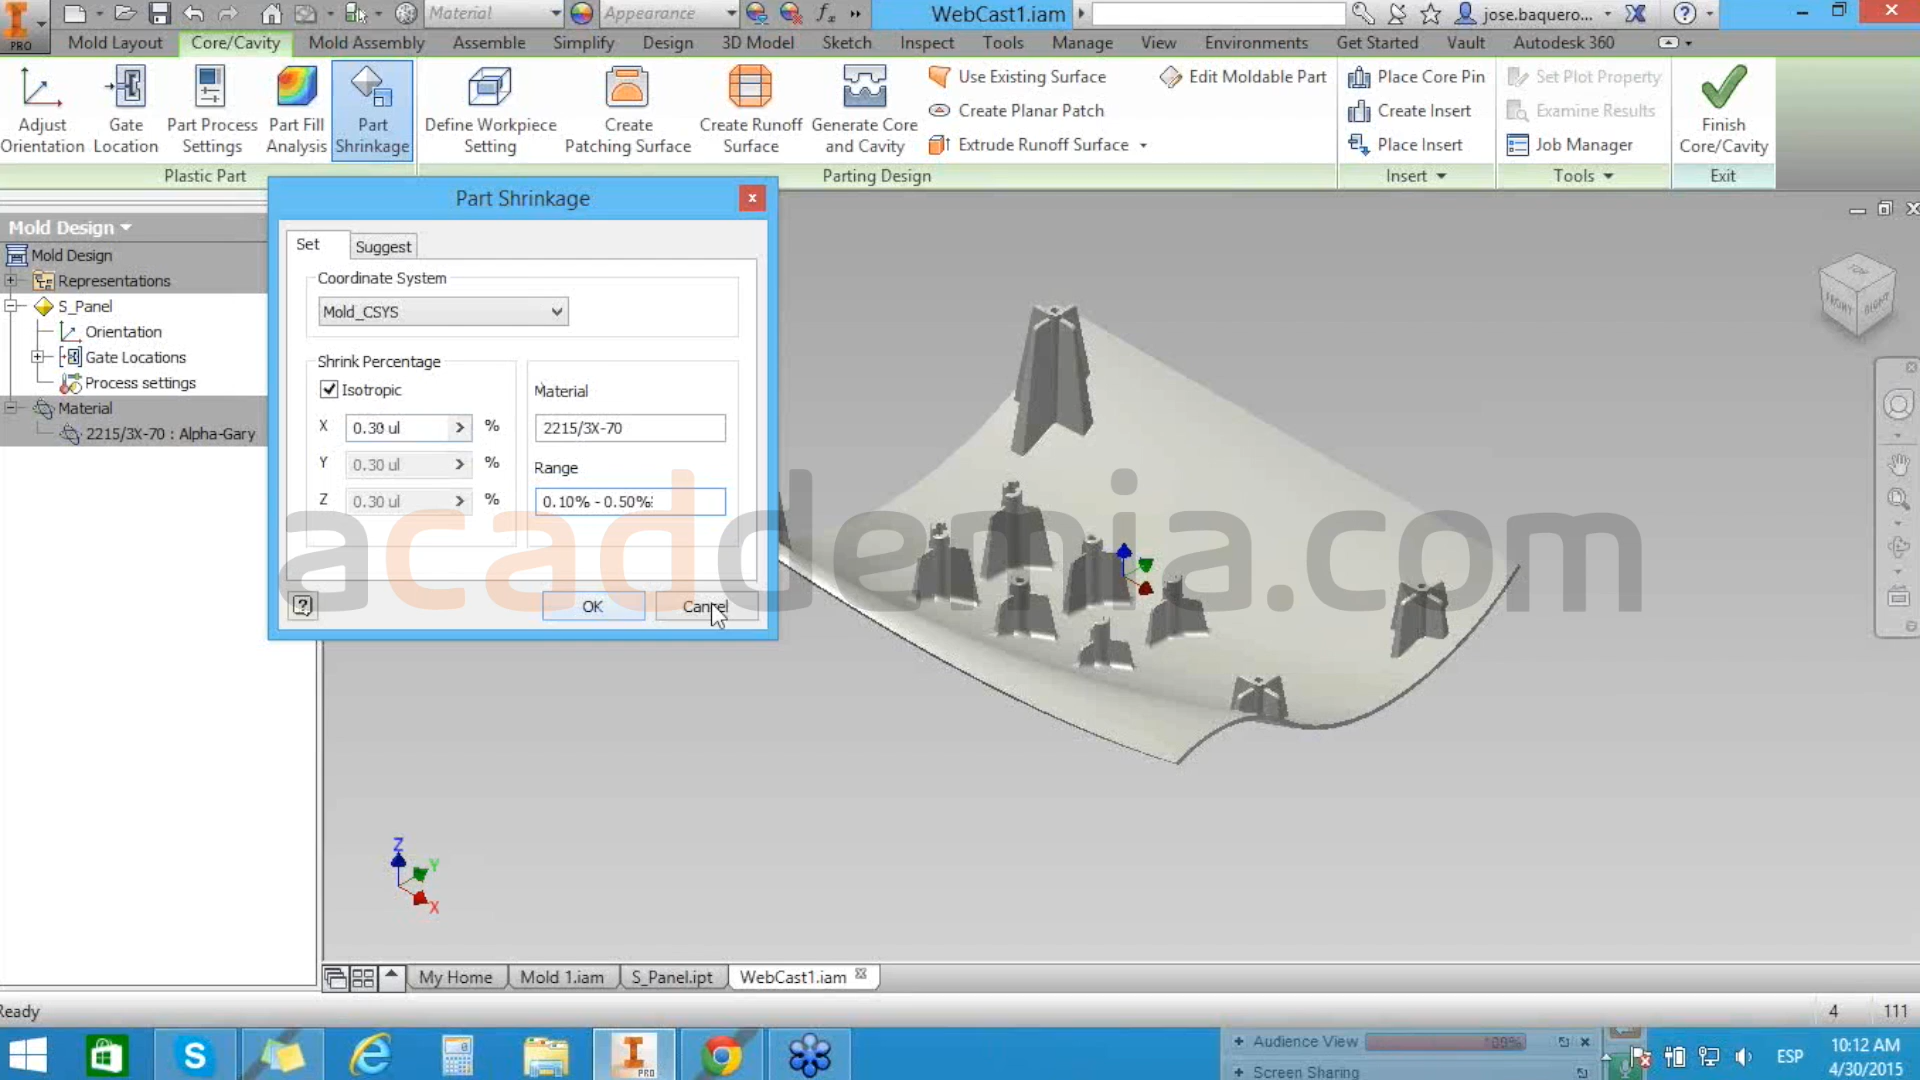 PRO
Material
Appearance
WebCast1.iam
jose.baquero...
Mold Layout
Core/Cavity
Mold Assembly
Assemble
Simplify
Design
3D Model
Sketch
Inspect
Tools
Manage
View
Environments
Get Started
Vault
Autodesk 360
Adjust
Orientation
Gate
Location
Part Process
Settings
Part Fill
Analysis
Part
Shrinkage
Define Workpiece
Setting
Create
Patching Surface
Create Runoff
Surface
Generate Core
and Cavity
Use Existing Surface
Create Planar Patch
Extrude Runoff Surface
Edit Moldable Part
Place Core Pin
Create Insert
Place Insert
Set Plot Property
Examine Results
Job Manager
Finish
Core/Cavity
Plastic Part
Parting Design
Insert
Tools
Exit
Mold Design
Mold Design
Representations
S_Panel
Orientation
Gate Locations
Process settings
Material
2215/3X-70 : Alpha-Gary
Part Shrinkage
Set
Suggest
Coordinate System
Mold_CSYS
Shrink Percentage
Isotropic
X 0.30 ul %
Y 0.30 ul %
Z 0.30 ul %
Material
2215/3X-70
Range
0.10% - 0.50%
OK
Cancel
acaddemia.com
FRONT
RIGHT
Z
Y
X
My Home
Mold 1.iam
S_Panel.ipt
WebCast1.iam
Ready
4
111
PRO
Audience View
Screen Sharing
ESP
10:12 AM
4/30/2015